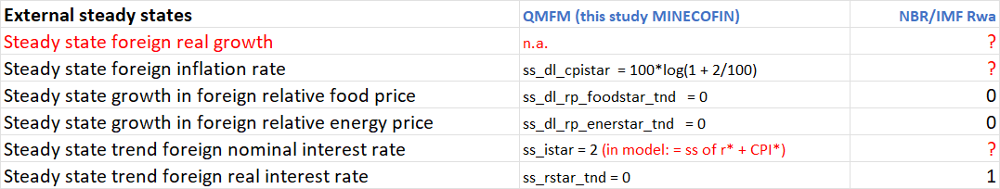 External steady states QMFM (this study MINECOFIN) NBR/IMF Rwa
Steady state foreign real growth n.a. ?
Steady state foreign inflation rate ss_dl_cpistar = 100*log(1 + 2/100) ?
Steady state growth in foreign relative food price ss_dl_rp_foodstar_tnd = 0 0
Steady state growth in foreign relative energy price ss_dl_rp_enerstar_tnd = 0 0
Steady state trend foreign nominal interest rate ss_istar = 2 (in model: = ss of r* + CPI*) ?
Steady state trend foreign real interest rate ss_rstar_tnd = 0 1